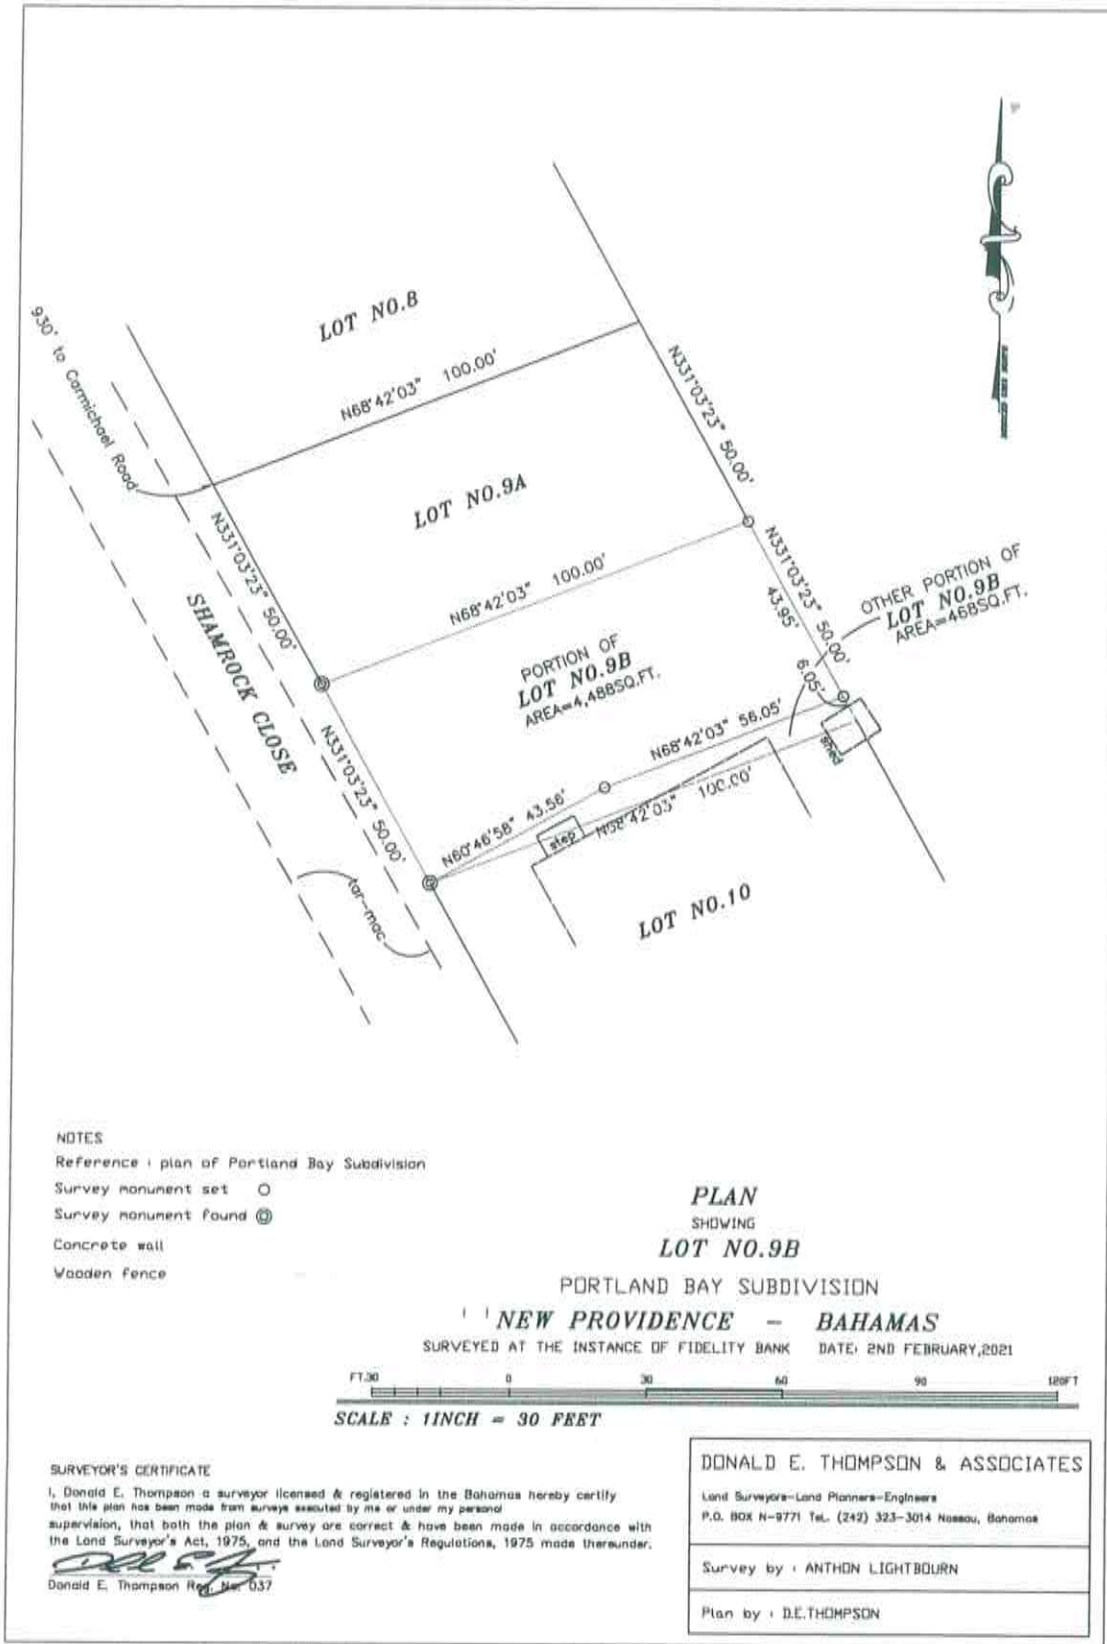 930' to Carmichael Road
LOT NO.8
N68°42'03" 100.00'
N331°03'23" 50.00'
LOT NO.9A
N331°03'23" 50.00'
SHAMROCK CLOSE
N68°42'03" 100.00'
N331°03'23" 50.00'
43.95'
6.05'
OTHER PORTION OF
LOT NO.9B
AREA=468SQ.FT.
PORTION OF
LOT NO.9B
AREA=4,488SQ.FT.
N331°03'23" 50.00'
N68°42'03" 56.05'
N60°46'58" 43.56'
shed
step
N68°42'03" 100.00'
tar-mac
LOT NO.10
NOTES
Reference : plan of Portland Bay Subdivision
Survey monument set
Survey monument found
Concrete wall
Wooden fence
PLAN
SHOWING
LOT NO.9B
PORTLAND BAY SUBDIVISION
NEW PROVIDENCE - BAHAMAS
SURVEYED AT THE INSTANCE OF FIDELITY BANK DATE: 2ND FEBRUARY,2021
FT.30 0 30 60 90 120FT
SCALE : 1INCH = 30 FEET
SURVEYOR'S CERTIFICATE
I, Donald E. Thompson a surveyor licensed & registered in the Bahamas hereby certify
that this plan has been made from surveys executed by me or under my personal
supervision, that both the plan & survey are correct & have been made in accordance with
the Land Surveyor's Act, 1975, and the Land Surveyor's Regulations, 1975 made thereunder.
Donald E. Thompson Reg. No. 037
DONALD E. THOMPSON & ASSOCIATES
Land Surveyors-Land Planners-Engineers
P.O. BOX N-9771 TeL. (242) 323-3014 Nassau, Bahamas
Survey by : ANTHON LIGHTBOURN
Plan by : D.E.THOMPSON